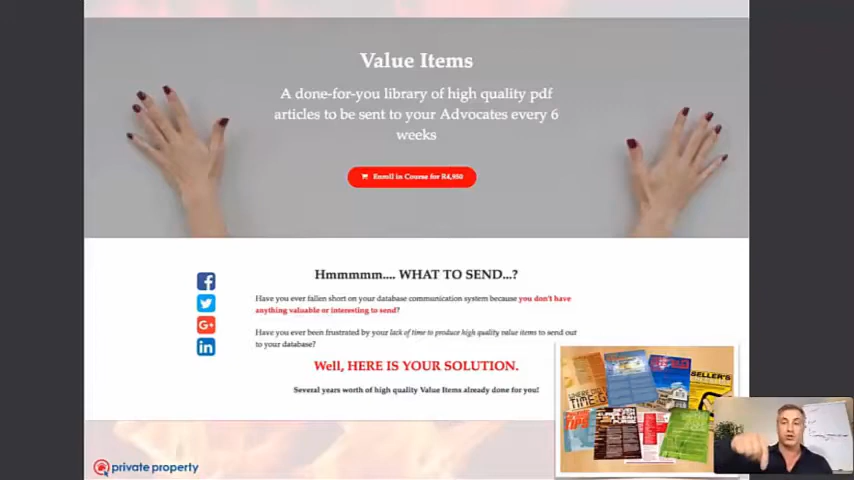 Value Items
A done-for-you library of high quality pdf
articles to be sent to your Advocates every 6
weeks
Enroll in Course for R4,950
Hmmmmm.... WHAT TO SEND...?
Have you ever fallen short on your database communication system because you don't have
anything valuable or interesting to send?
Have you ever been frustrated by your lack of time to produce high quality value items to send out
to your database?
Well, HERE IS YOUR SOLUTION.
Several years worth of high quality Value Items already done for you!
SELLER'S
TIPS
private property